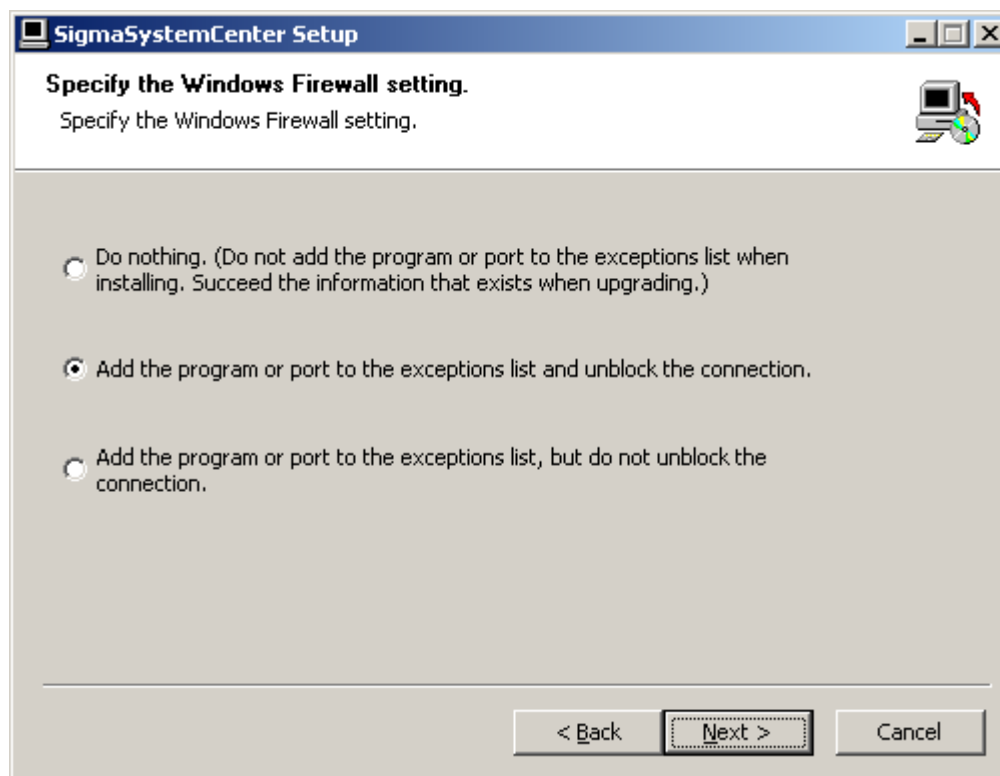 SigmaSystemCenter Setup
Specify the Windows Firewall setting.
Specify the Windows Firewall setting.
Do nothing. (Do not add the program or port to the exceptions list when
installing. Succeed the information that exists when upgrading.)
Add the program or port to the exceptions list and unblock the connection.
Add the program or port to the exceptions list, but do not unblock the
connection.
< Back
Next >
Cancel